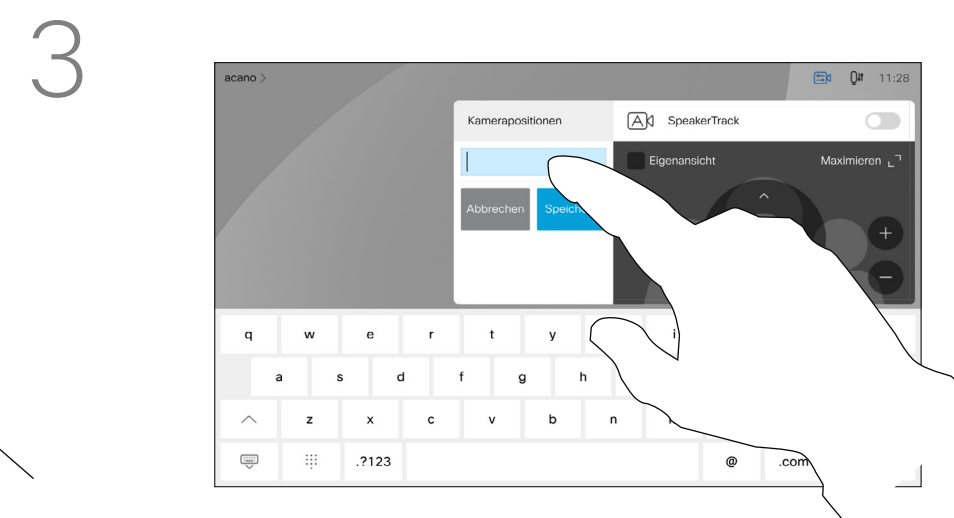 3
acano >
11:28
Kamerapositionen
SpeakerTrack
Eigenansicht
Maximieren
Abbrechen
q w e r t y i
a s d f g h
z x c v b n
.?123 @ .com